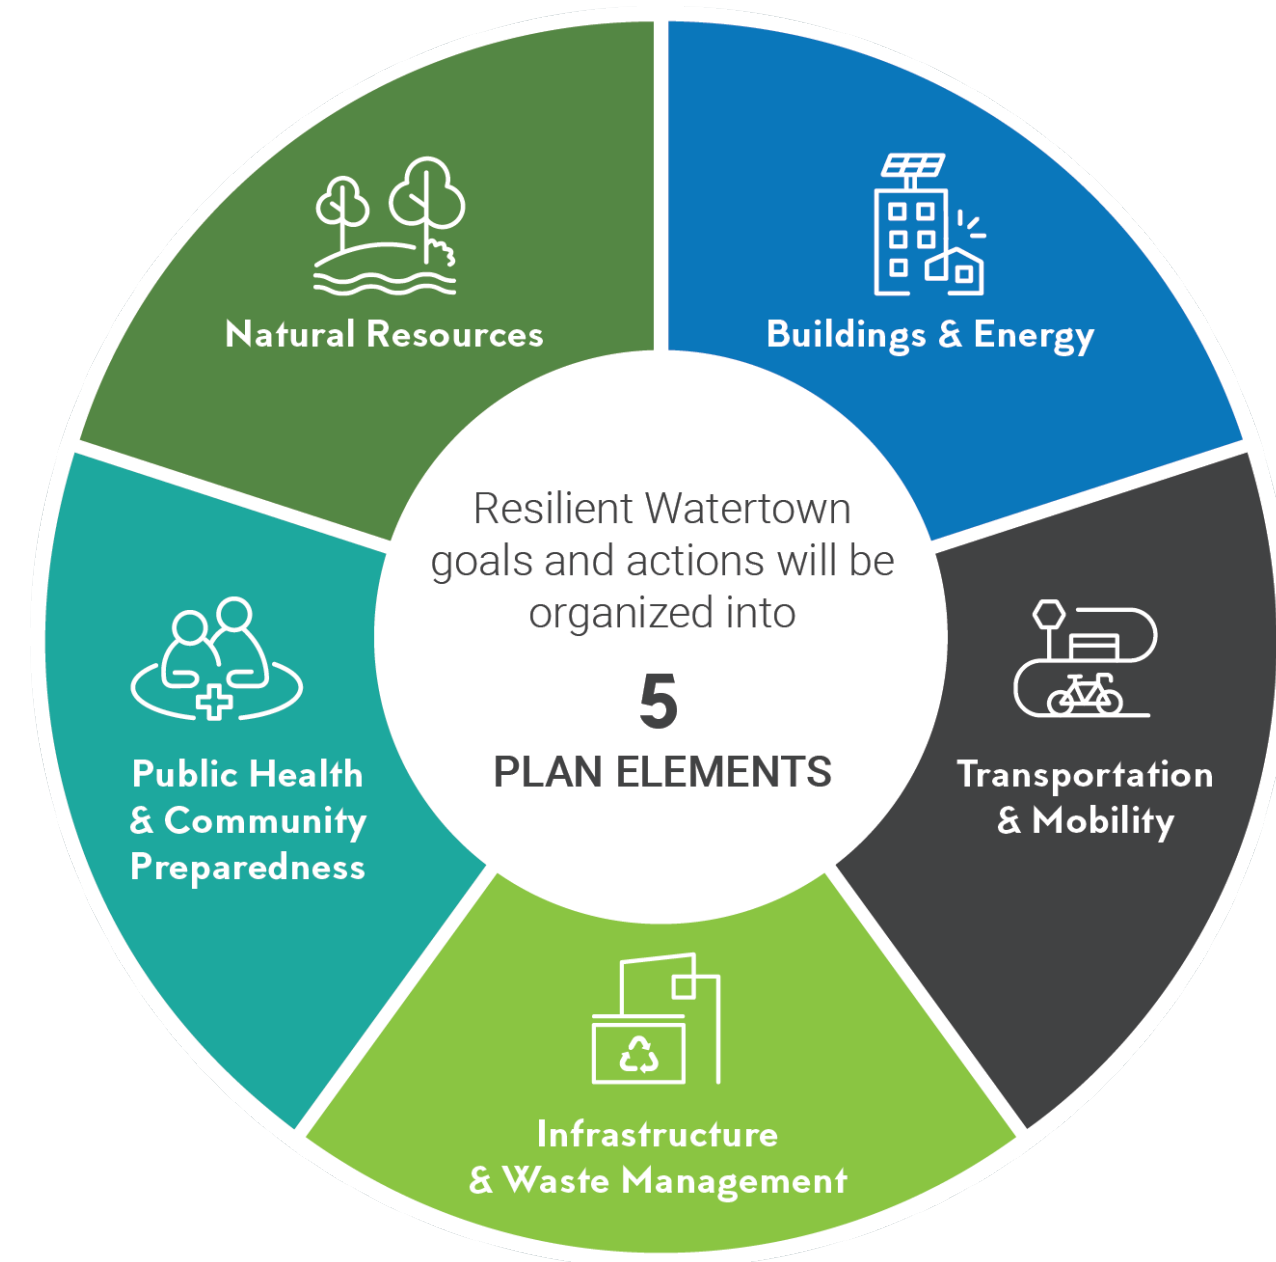 Natural Resources
Buildings & Energy
Resilient Watertown
goals and actions will be
organized into
5
PLAN ELEMENTS
Public Health
& Community
Preparedness
Transportation
& Mobility
Infrastructure
& Waste Management